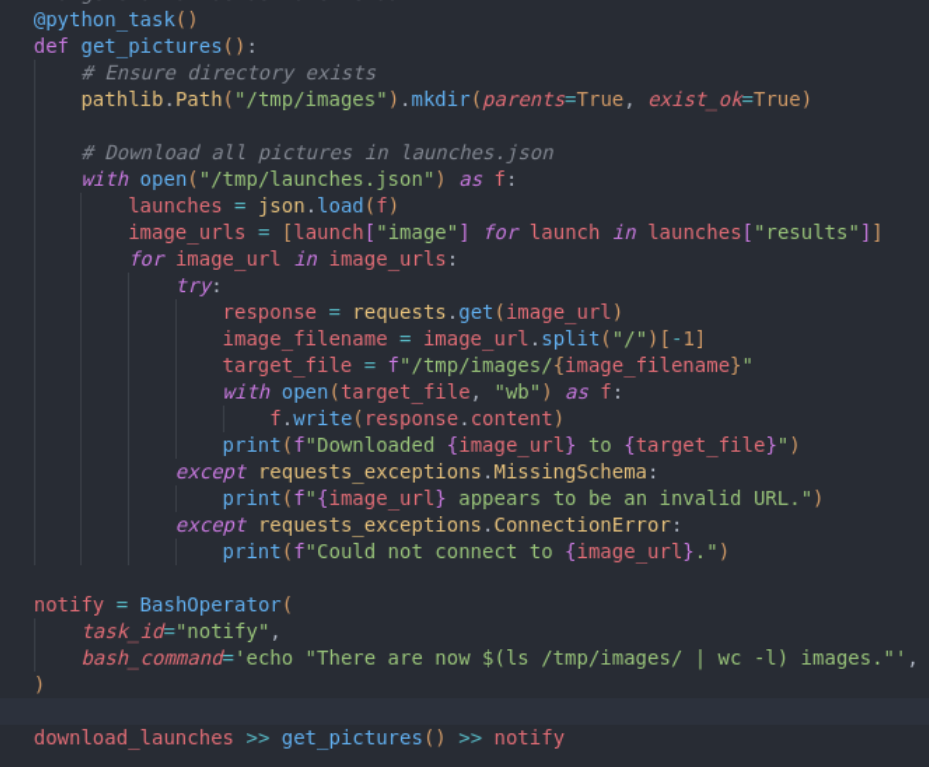 @python_task()
def get_pictures():
    # Ensure directory exists
    pathlib.Path("/tmp/images").mkdir(parents=True, exist_ok=True)

    # Download all pictures in launches.json
    with open("/tmp/launches.json") as f:
        launches = json.load(f)
        image_urls = [launch["image"] for launch in launches["results"]]
        for image_url in image_urls:
            try:
                response = requests.get(image_url)
                image_filename = image_url.split("/")[-1]
                target_file = f"/tmp/images/{image_filename}"
                with open(target_file, "wb") as f:
                    f.write(response.content)
                print(f"Downloaded {image_url} to {target_file}")
            except requests_exceptions.MissingSchema:
                print(f"{image_url} appears to be an invalid URL.")
            except requests_exceptions.ConnectionError:
                print(f"Could not connect to {image_url}.")

notify = BashOperator(
    task_id="notify",
    bash_command='echo "There are now $(ls /tmp/images/ | wc -l) images."',
)

download_launches >> get_pictures() >> notify